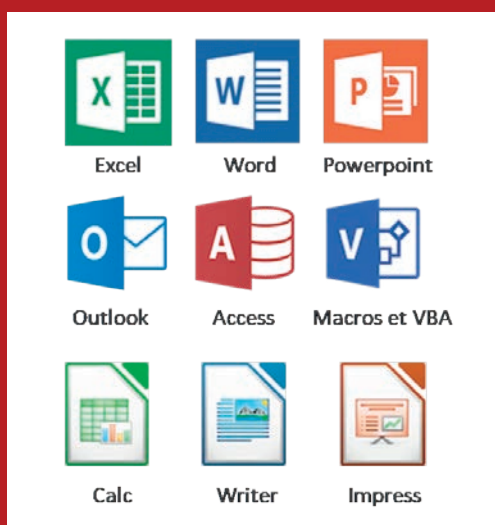 X W P
Excel Word Powerpoint
O A V
Outlook Access Macros et VBA
Calc Writer Impress